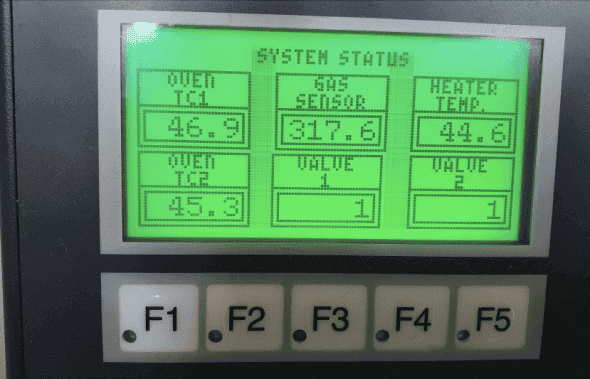 SYSTEM STATUS
OVEN TC1
GAS SENSOR
HEATER TEMP.
46.9
317.6
44.6
OVEN TC2
VALVE 1
VALVE 2
45.3
1
1
F1 F2 F3 F4 F5